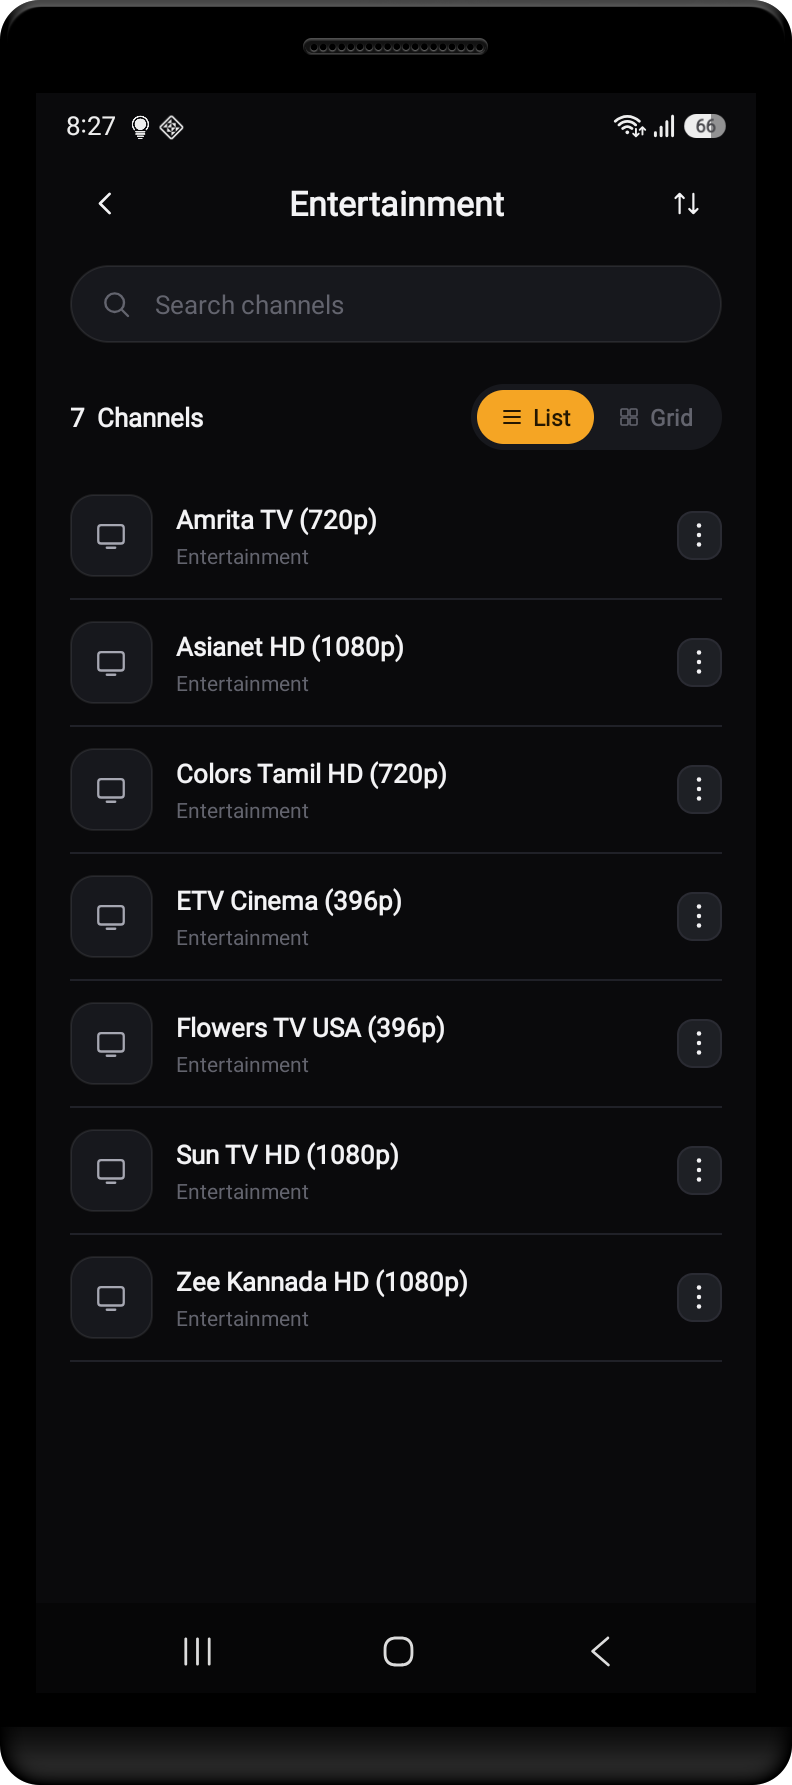 8:27
66
Entertainment
Search channels
7 Channels
List
Grid
Amrita TV (720p)
Entertainment
Asianet HD (1080p)
Entertainment
Colors Tamil HD (720p)
Entertainment
ETV Cinema (396p)
Entertainment
Flowers TV USA (396p)
Entertainment
Sun TV HD (1080p)
Entertainment
Zee Kannada HD (1080p)
Entertainment